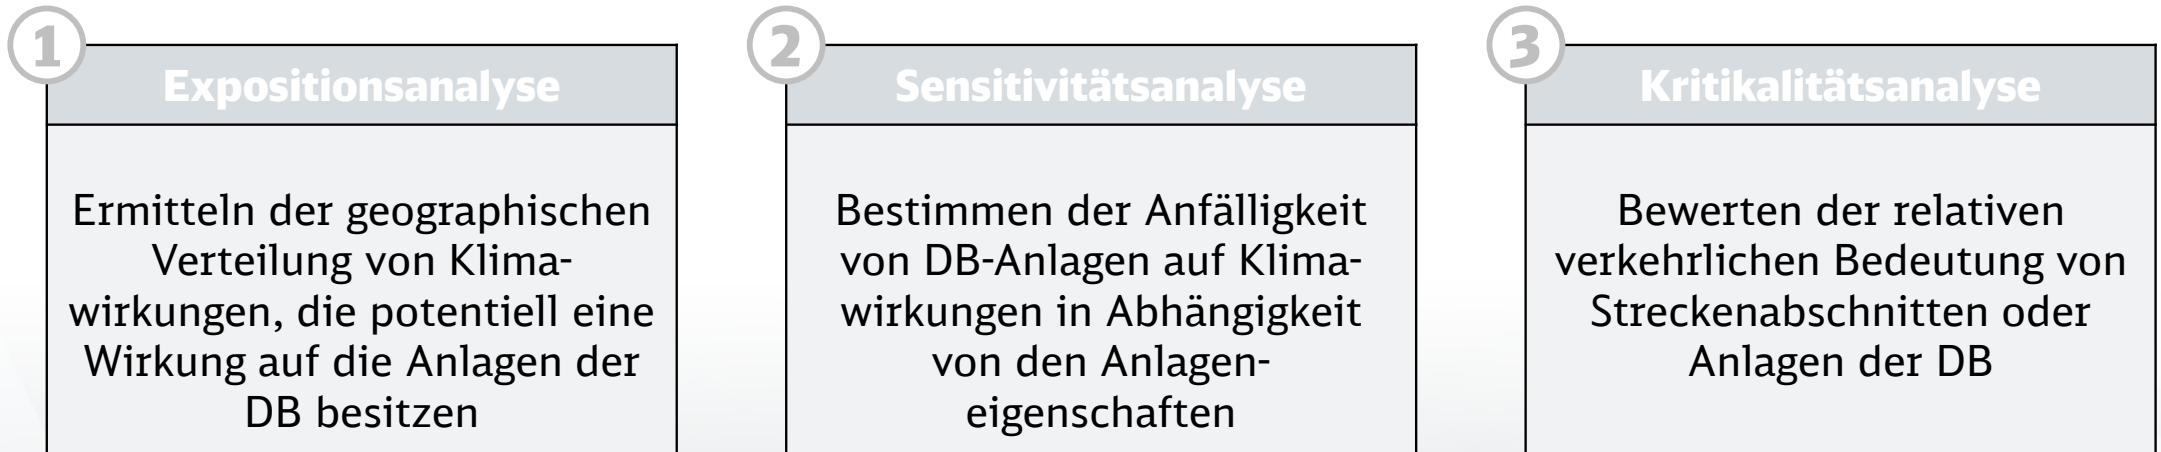 1
Expositionsanalyse
Ermitteln der geographischen
Verteilung von Klima-
wirkungen, die potentiell eine
Wirkung auf die Anlagen der
DB besitzen
2
Sensitivitätsanalyse
Bestimmen der Anfälligkeit
von DB-Anlagen auf Klima-
wirkungen in Abhängigkeit
von den Anlagen-
eigenschaften
3
Kritikalitätsanalyse
Bewerten der relativen
verkehrlichen Bedeutung von
Streckenabschnitten oder
Anlagen der DB